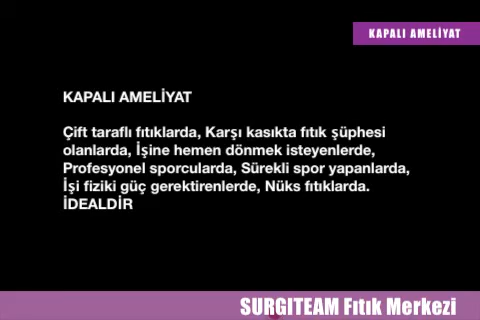 KAPALI AMELİYAT
KAPALI AMELİYAT
Çift taraflı fıtıklarda, Karşı kasıkta fıtık şüphesi
olanlarda, İşine hemen dönmek isteyenlerde,
Profesyonel sporcularda, Sürekli spor yapanlarda,
İşi fiziki güç gerektirenlerde, Nüks fıtıklarda.
İDEALDİR
SURGITEAM Fıtık Merkezi